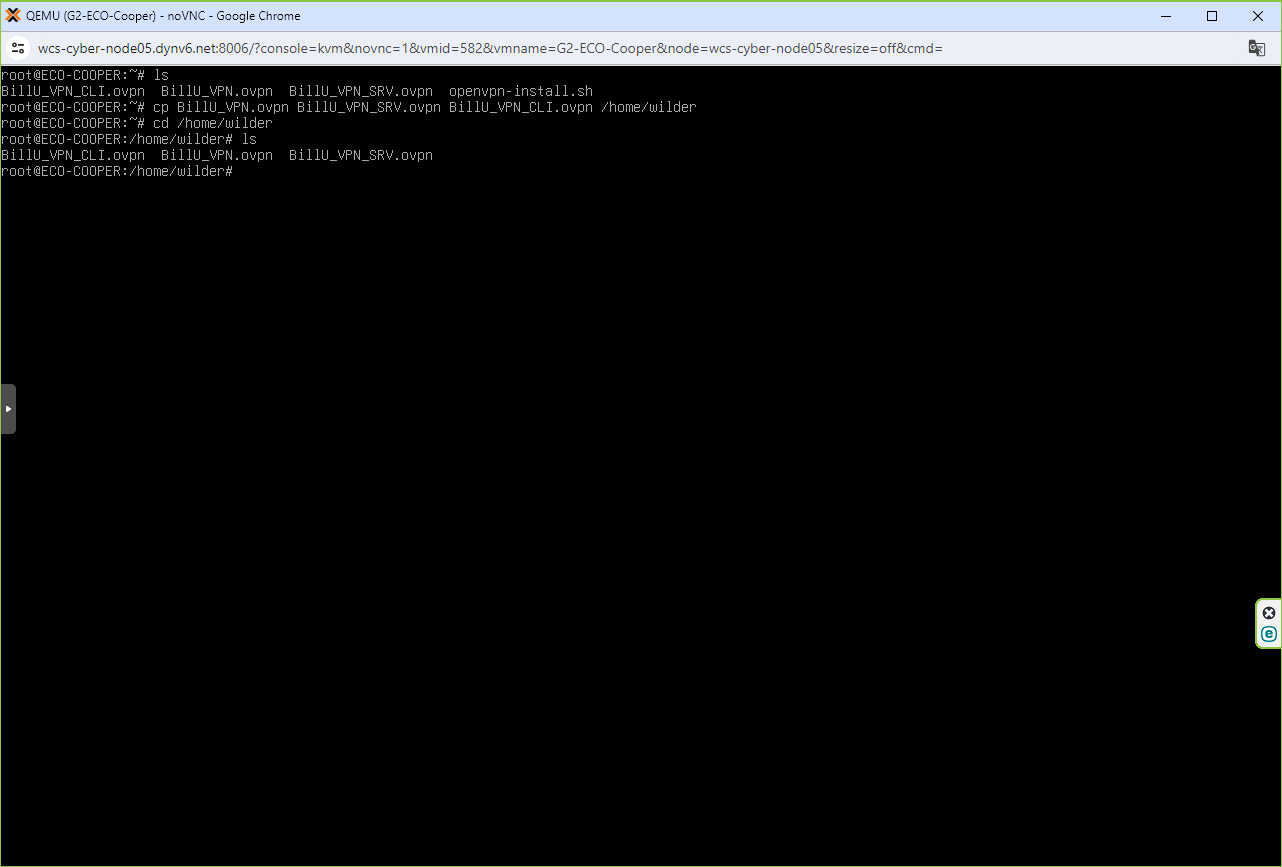 QEMU (G2-ECO-Cooper) - noVNC - Google Chrome
wcs-cyber-node05.dynv6.net:8006/?console=kvm&novnc=1&vmid=582&vmname=G2-ECO-Cooper&node=wcs-cyber-node05&resize=off&cmd=
root@ECO-COOPER:~# ls
BillU_VPN_CLI.ovpn  BillU_VPN.ovpn  BillU_VPN_SRV.ovpn  openvpn-install.sh
root@ECO-COOPER:~# cp BillU_VPN.ovpn BillU_VPN_SRV.ovpn BillU_VPN_CLI.ovpn /home/wilder
root@ECO-COOPER:~# cd /home/wilder
root@ECO-COOPER:/home/wilder# ls
BillU_VPN_CLI.ovpn  BillU_VPN.ovpn  BillU_VPN_SRV.ovpn
root@ECO-COOPER:/home/wilder#